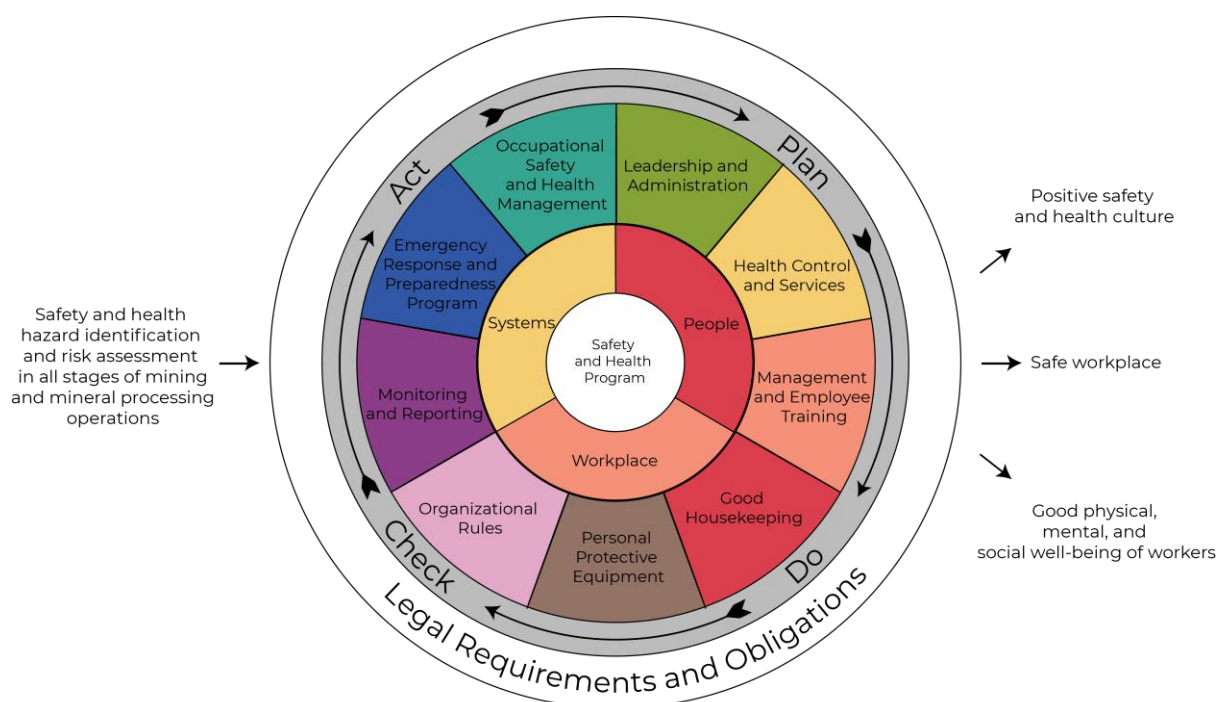 Act
Plan
Occupational
Safety
and Health
Management
Leadership and
Administration
Emergency
Response and
Preparedness
Program
Health Control
and Services
Positive safety
and health culture
Safety and health
hazard identification
and risk assessment
in all stages of mining
and mineral processing
operations
Systems
People
Safety
and Health
Program
Safe workplace
Monitoring
and Reporting
Management
and Employee
Training
Workplace
Organizational
Rules
Personal
Protective
Equipment
Good
Housekeeping
Good physical,
mental, and
social well-being of workers
Check
Do
Legal Requirements and Obligations